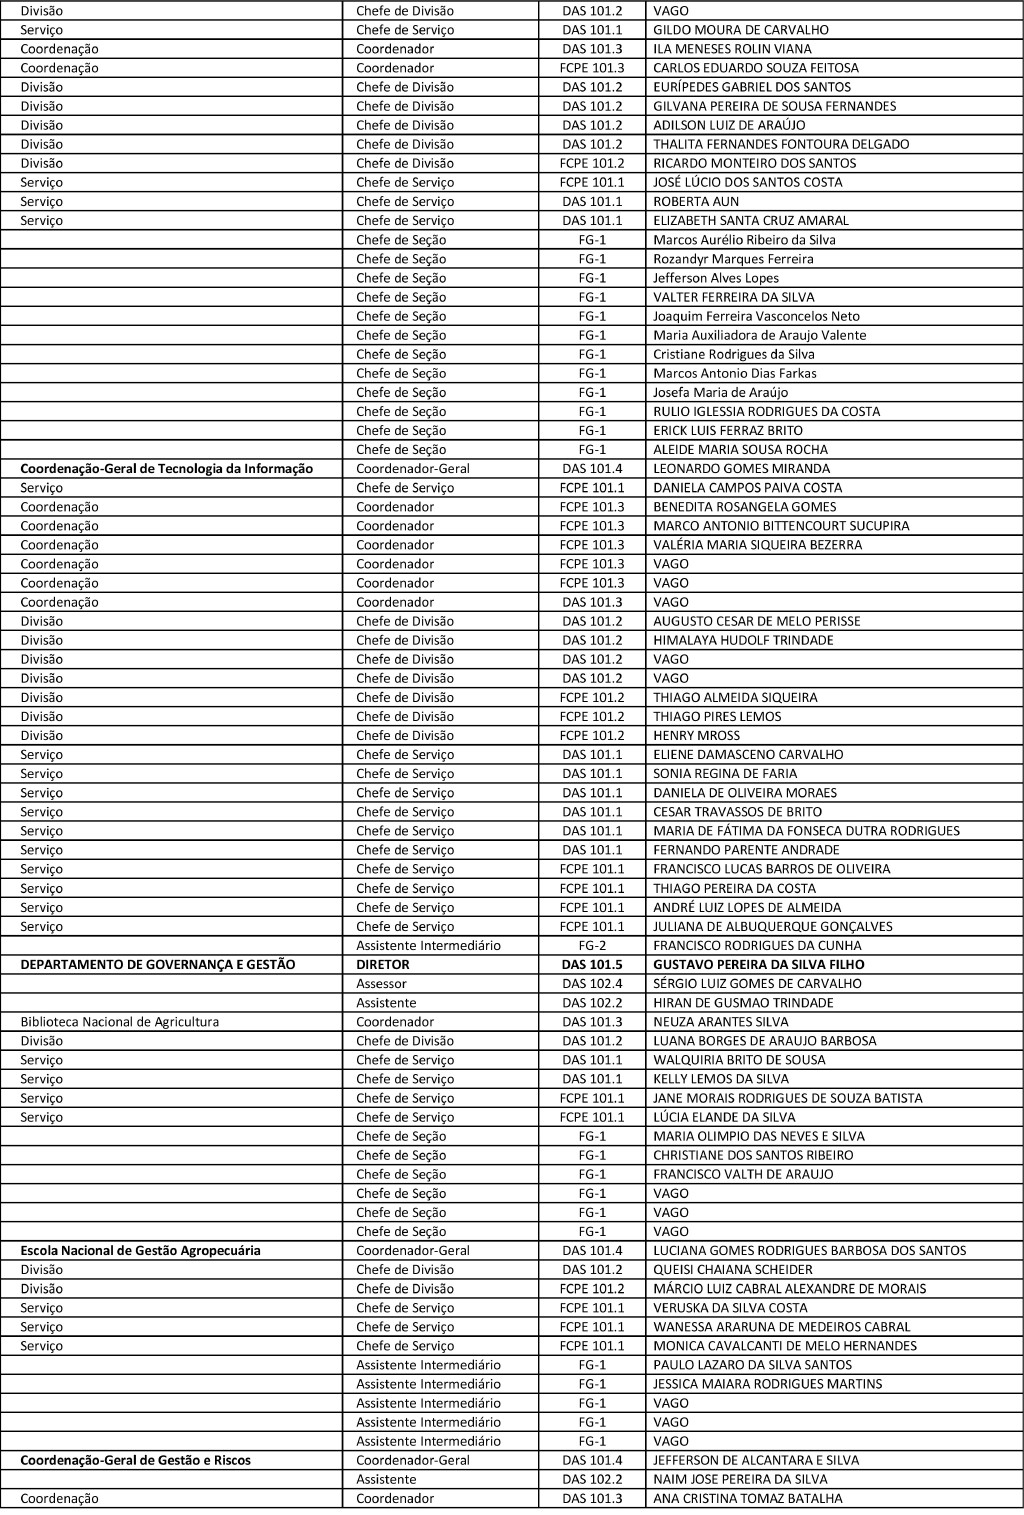 Divisão Chefe de Divisão DAS 101.2 VAGO
Serviço Chefe de Serviço DAS 101.1 GILDO MOURA DE CARVALHO
Coordenação Coordenador DAS 101.3 ILA MENESES ROLIN VIANA
Coordenação Coordenador FCPE 101.3 CARLOS EDUARDO SOUZA FEITOSA
Divisão Chefe de Divisão DAS 101.2 EURÍPEDES GABRIEL DOS SANTOS
Divisão Chefe de Divisão DAS 101.2 GILVANA PEREIRA DE SOUSA FERNANDES
Divisão Chefe de Divisão DAS 101.2 ADILSON LUIZ DE ARAÚJO
Divisão Chefe de Divisão DAS 101.2 THALITA FERNANDES FONTOURA DELGADO
Divisão Chefe de Divisão FCPE 101.2 RICARDO MONTEIRO DOS SANTOS
Serviço Chefe de Serviço FCPE 101.1 JOSÉ LÚCIO DOS SANTOS COSTA
Serviço Chefe de Serviço DAS 101.1 ROBERTA AUN
Serviço Chefe de Serviço DAS 101.1 ELIZABETH SANTA CRUZ AMARAL
Chefe de Seção FG-1 Marcos Aurélio Ribeiro da Silva
Chefe de Seção FG-1 Rozandyr Marques Ferreira
Chefe de Seção FG-1 Jefferson Alves Lopes
Chefe de Seção FG-1 VALTER FERREIRA DA SILVA
Chefe de Seção FG-1 Joaquim Ferreira Vasconcelos Neto
Chefe de Seção FG-1 Maria Auxiliadora de Araujo Valente
Chefe de Seção FG-1 Cristiane Rodrigues da Silva
Chefe de Seção FG-1 Marcos Antonio Dias Farkas
Chefe de Seção FG-1 Josefa Maria de Araújo
Chefe de Seção FG-1 RULIO IGLESSIA RODRIGUES DA COSTA
Chefe de Seção FG-1 ERICK LUIS FERRAZ BRITO
Chefe de Seção FG-1 ALEIDE MARIA SOUSA ROCHA
Coordenação-Geral de Tecnologia da Informação Coordenador-Geral DAS 101.4 LEONARDO GOMES MIRANDA
Serviço Chefe de Serviço FCPE 101.1 DANIELA CAMPOS PAIVA COSTA
Coordenação Coordenador FCPE 101.3 BENEDITA ROSANGELA GOMES
Coordenação Coordenador FCPE 101.3 MARCO ANTONIO BITTENCOURT SUCUPIRA
Coordenação Coordenador FCPE 101.3 VALÉRIA MARIA SIQUEIRA BEZERRA
Coordenação Coordenador FCPE 101.3 VAGO
Coordenação Coordenador FCPE 101.3 VAGO
Coordenação Coordenador DAS 101.3 VAGO
Divisão Chefe de Divisão DAS 101.2 AUGUSTO CESAR DE MELO PERISSE
Divisão Chefe de Divisão DAS 101.2 HIMALAYA HUDOLF TRINDADE
Divisão Chefe de Divisão DAS 101.2 VAGO
Divisão Chefe de Divisão DAS 101.2 VAGO
Divisão Chefe de Divisão FCPE 101.2 THIAGO ALMEIDA SIQUEIRA
Divisão Chefe de Divisão FCPE 101.2 THIAGO PIRES LEMOS
Divisão Chefe de Divisão FCPE 101.2 HENRY MROSS
Serviço Chefe de Serviço DAS 101.1 ELIENE DAMASCENO CARVALHO
Serviço Chefe de Serviço DAS 101.1 SONIA REGINA DE FARIA
Serviço Chefe de Serviço DAS 101.1 DANIELA DE OLIVEIRA MORAES
Serviço Chefe de Serviço DAS 101.1 CESAR TRAVASSOS DE BRITO
Serviço Chefe de Serviço DAS 101.1 MARIA DE FÁTIMA DA FONSECA DUTRA RODRIGUES
Serviço Chefe de Serviço DAS 101.1 FERNANDO PARENTE ANDRADE
Serviço Chefe de Serviço FCPE 101.1 FRANCISCO LUCAS BARROS DE OLIVEIRA
Serviço Chefe de Serviço FCPE 101.1 THIAGO PEREIRA DA COSTA
Serviço Chefe de Serviço FCPE 101.1 ANDRÉ LUIZ LOPES DE ALMEIDA
Serviço Chefe de Serviço FCPE 101.1 JULIANA DE ALBUQUERQUE GONÇALVES
Assistente Intermediário FG-2 FRANCISCO RODRIGUES DA CUNHA
DEPARTAMENTO DE GOVERNANÇA E GESTÃO DIRETOR DAS 101.5 GUSTAVO PEREIRA DA SILVA FILHO
Assessor DAS 102.4 SÉRGIO LUIZ GOMES DE CARVALHO
Assistente DAS 102.2 HIRAN DE GUSMAO TRINDADE
Biblioteca Nacional de Agricultura Coordenador DAS 101.3 NEUZA ARANTES SILVA
Divisão Chefe de Divisão DAS 101.2 LUANA BORGES DE ARAUJO BARBOSA
Serviço Chefe de Serviço DAS 101.1 WALQUIRIA BRITO DE SOUSA
Serviço Chefe de Serviço DAS 101.1 KELLY LEMOS DA SILVA
Serviço Chefe de Serviço FCPE 101.1 JANE MORAIS RODRIGUES DE SOUZA BATISTA
Serviço Chefe de Serviço FCPE 101.1 LÚCIA ELANDE DA SILVA
Chefe de Seção FG-1 MARIA OLIMPIO DAS NEVES E SILVA
Chefe de Seção FG-1 CHRISTIANE DOS SANTOS RIBEIRO
Chefe de Seção FG-1 FRANCISCO VALTH DE ARAUJO
Chefe de Seção FG-1 VAGO
Chefe de Seção FG-1 VAGO
Chefe de Seção FG-1 VAGO
Escola Nacional de Gestão Agropecuária Coordenador-Geral DAS 101.4 LUCIANA GOMES RODRIGUES BARBOSA DOS SANTOS
Divisão Chefe de Divisão DAS 101.2 QUEISI CHAIANA SCHEIDER
Divisão Chefe de Divisão FCPE 101.2 MÁRCIO LUIZ CABRAL ALEXANDRE DE MORAIS
Serviço Chefe de Serviço FCPE 101.1 VERUSKA DA SILVA COSTA
Serviço Chefe de Serviço FCPE 101.1 WANESSA ARARUNA DE MEDEIROS CABRAL
Serviço Chefe de Serviço FCPE 101.1 MONICA CAVALCANTI DE MELO HERNANDES
Assistente Intermediário FG-1 PAULO LAZARO DA SILVA SANTOS
Assistente Intermediário FG-1 JESSICA MAIARA RODRIGUES MARTINS
Assistente Intermediário FG-1 VAGO
Assistente Intermediário FG-1 VAGO
Assistente Intermediário FG-1 VAGO
Coordenação-Geral de Gestão e Riscos Coordenador-Geral DAS 101.4 JEFFERSON DE ALCANTARA E SILVA
Assistente DAS 102.2 NAIM JOSE PEREIRA DA SILVA
Coordenação Coordenador DAS 101.3 ANA CRISTINA TOMAZ BATALHA